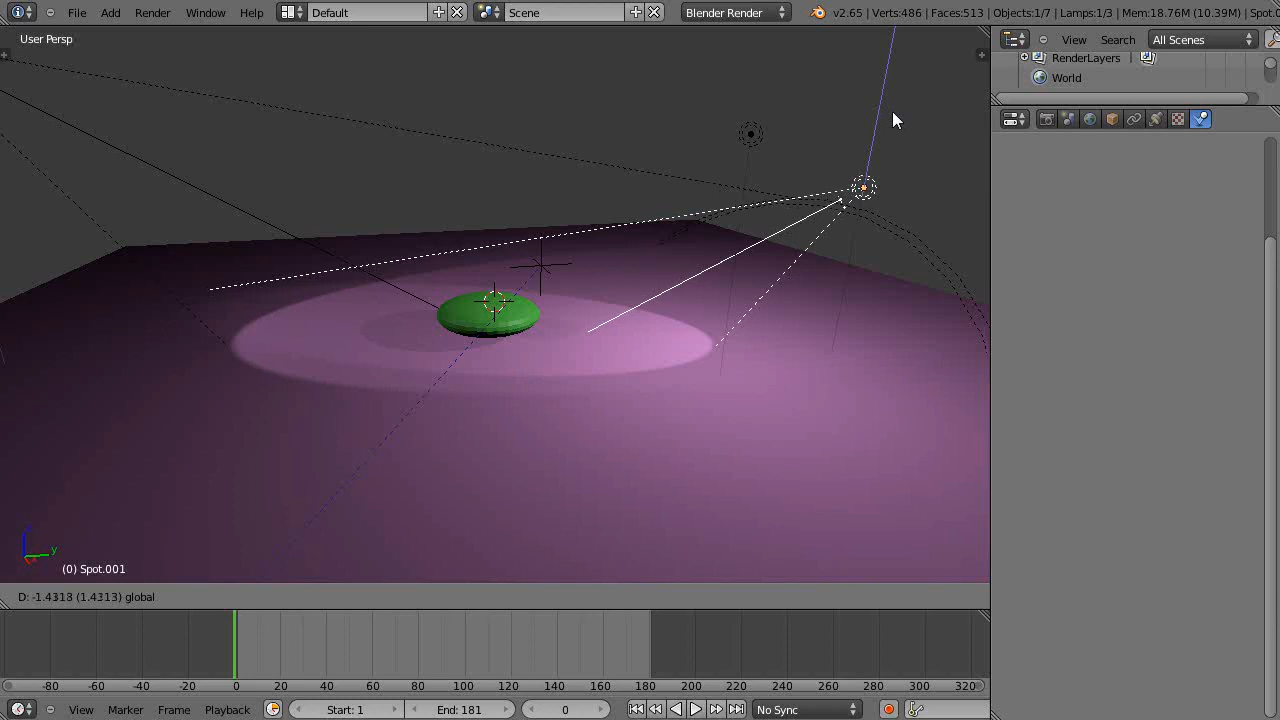 File Add Render Window Help Default Scene Blender Render v2.65 | Verts:486 | Faces:513 | Objects:1/7 | Lamps:1/3 | Mem:18.76M (10.39M) | Spot.0
User Persp
View Search All Scenes
RenderLayers |
World
y
(0) Spot.001
D: -1.4318 (1.4313) global
-80 -60 -40 -20 0 20 40 60 80 100 120 140 160 180 200 220 240 260 280 300 320
View Marker Frame Playback Start: 1 End: 181 0 No Sync